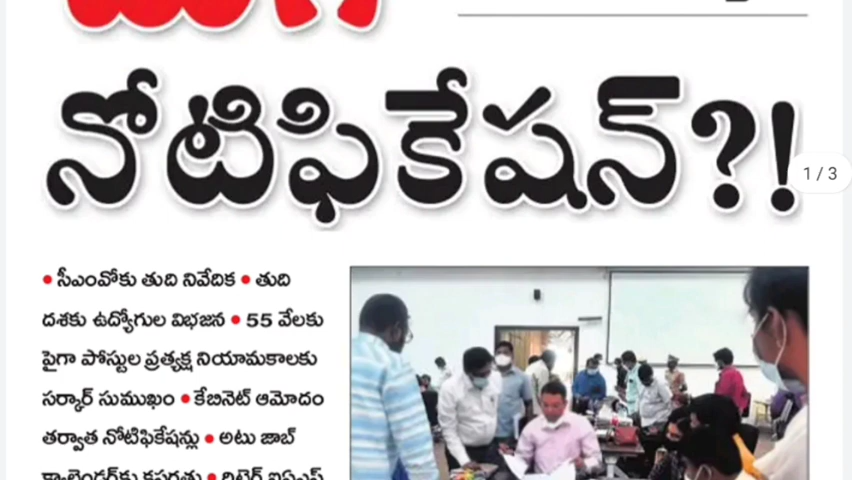 నోటిఫికేషన్?!
1 / 3
• సీఎంవోకు తుది నివేదిక • తుది
దశకు ఉద్యోగుల విభజన • 55 వేలకు
పైగా పోస్టుల ప్రత్యక్ష నియామకాలకు
సర్కార్ సుముఖం • కేబినెట్ ఆమోదం
తర్వాత నోటిఫికేషన్లు • అటు జాబ్